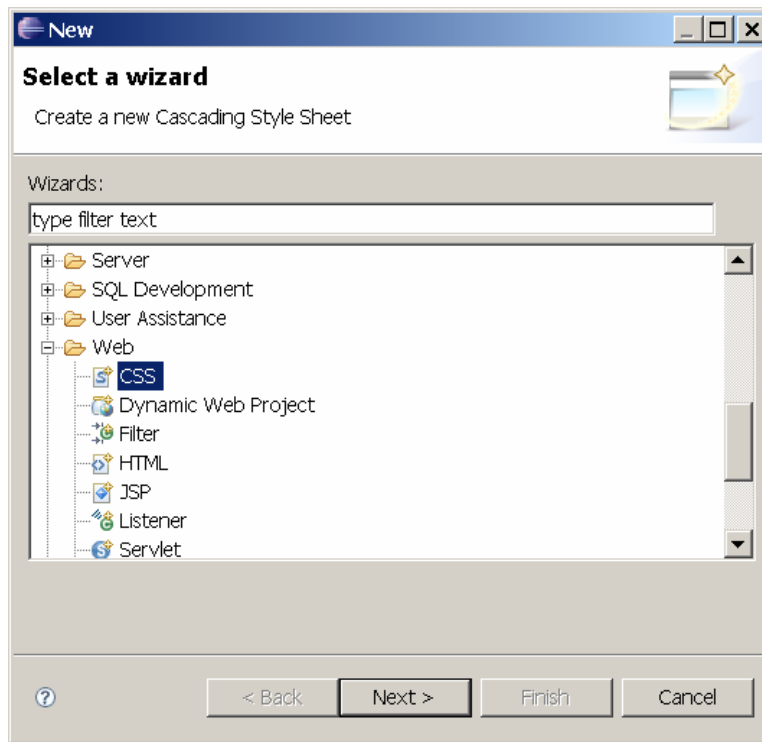 New
Select a wizard
Create a new Cascading Style Sheet
Wizards:
type filter text
Server
SQL Development
User Assistance
Web
CSS
Dynamic Web Project
Filter
HTML
JSP
Listener
Servlet
< Back Next > Finish Cancel